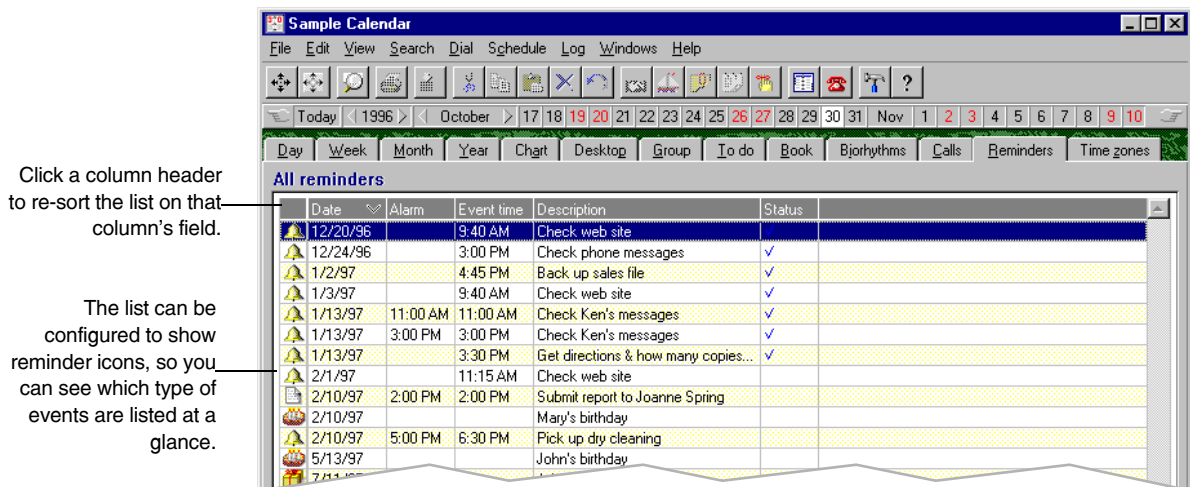 Sample Calendar
File Edit View Search Dial Schedule Log Windows Help
Today 1996 October 17 18 19 20 21 22 23 24 25 26 27 28 29 30 31 Nov 1 2 3 4 5 6 7 8 9 10
Day Week Month Year Chart Desktop Group To do Book Biorhythms Calls Reminders Time zones
All reminders
Click a column header
to re-sort the list on that
column's field.
Date Alarm Event time Description Status
12/20/96 9:40 AM Check web site ✓
12/24/96 3:00 PM Check phone messages ✓
1/2/97 4:45 PM Back up sales file ✓
1/3/97 9:40 AM Check web site ✓
1/13/97 11:00 AM 11:00 AM Check Ken's messages ✓
1/13/97 3:00 PM 3:00 PM Check Ken's messages ✓
1/13/97 3:30 PM Get directions & how many copies... ✓
2/1/97 11:15 AM Check web site
2/10/97 2:00 PM 2:00 PM Submit report to Joanne Spring
2/10/97 Mary's birthday
2/10/97 5:00 PM 6:30 PM Pick up dry cleaning
5/13/97 John's birthday
The list can be
configured to show
reminder icons, so you
can see which type of
events are listed at a
glance.